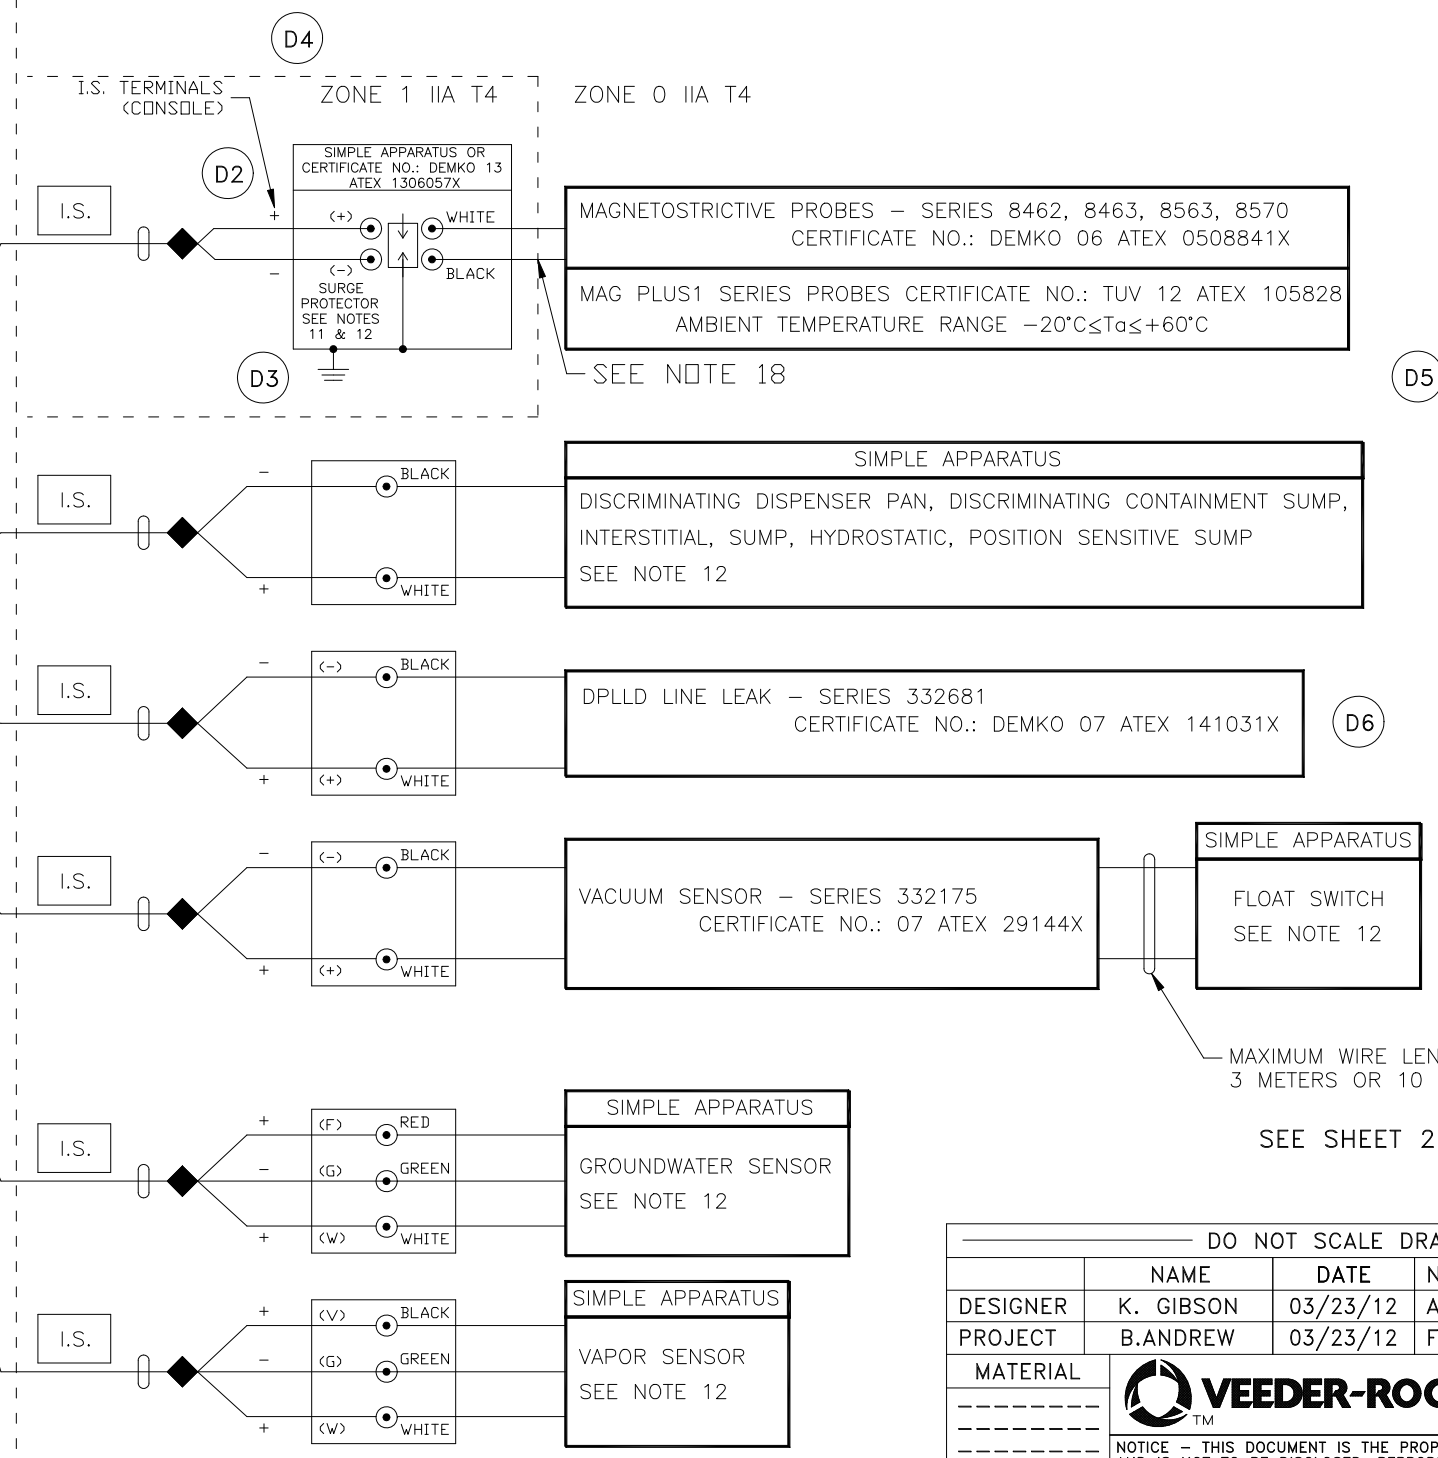 D4
I.S. TERMINALS
(CONSOLE)
ZONE 1 IIA T4
ZONE 0 IIA T4
D2
SIMPLE APPARATUS OR
CERTIFICATE NO.: DEMKO 13
ATEX 1306057X
I.S.
+
(+)
WHITE
-
(-)
BLACK
SURGE
PROTECTOR
SEE NOTES
11 & 12
MAGNETOSTRICTIVE PROBES – SERIES 8462, 8463, 8563, 8570
CERTIFICATE NO.: DEMKO 06 ATEX 0508841X
MAG PLUS1 SERIES PROBES CERTIFICATE NO.: TUV 12 ATEX 105828
AMBIENT TEMPERATURE RANGE –20°C≤Ta≤+60°C
D3
SEE NOTE 18
D5
I.S.
-
BLACK
+
WHITE
SIMPLE APPARATUS
DISCRIMINATING DISPENSER PAN, DISCRIMINATING CONTAINMENT SUMP,
INTERSTITIAL, SUMP, HYDROSTATIC, POSITION SENSITIVE SUMP
SEE NOTE 12
I.S.
-
(-)
BLACK
+
(+)
WHITE
DPLLD LINE LEAK – SERIES 332681
CERTIFICATE NO.: DEMKO 07 ATEX 141031X
D6
I.S.
-
(-)
BLACK
+
(+)
WHITE
VACUUM SENSOR – SERIES 332175
CERTIFICATE NO.: 07 ATEX 29144X
SIMPLE APPARATUS
FLOAT SWITCH
SEE NOTE 12
MAXIMUM WIRE LEN
3 METERS OR 10
SEE SHEET 2
I.S.
+
(F)
RED
-
(G)
GREEN
+
(W)
WHITE
SIMPLE APPARATUS
GROUNDWATER SENSOR
SEE NOTE 12
I.S.
+
(V)
BLACK
-
(G)
GREEN
+
(W)
WHITE
SIMPLE APPARATUS
VAPOR SENSOR
SEE NOTE 12
DO NOT SCALE DRA
NAME DATE N
DESIGNER K. GIBSON 03/23/12 A
PROJECT B.ANDREW 03/23/12 F
MATERIAL
VEEDER-ROO
TM
NOTICE – THIS DOCUMENT IS THE PROP